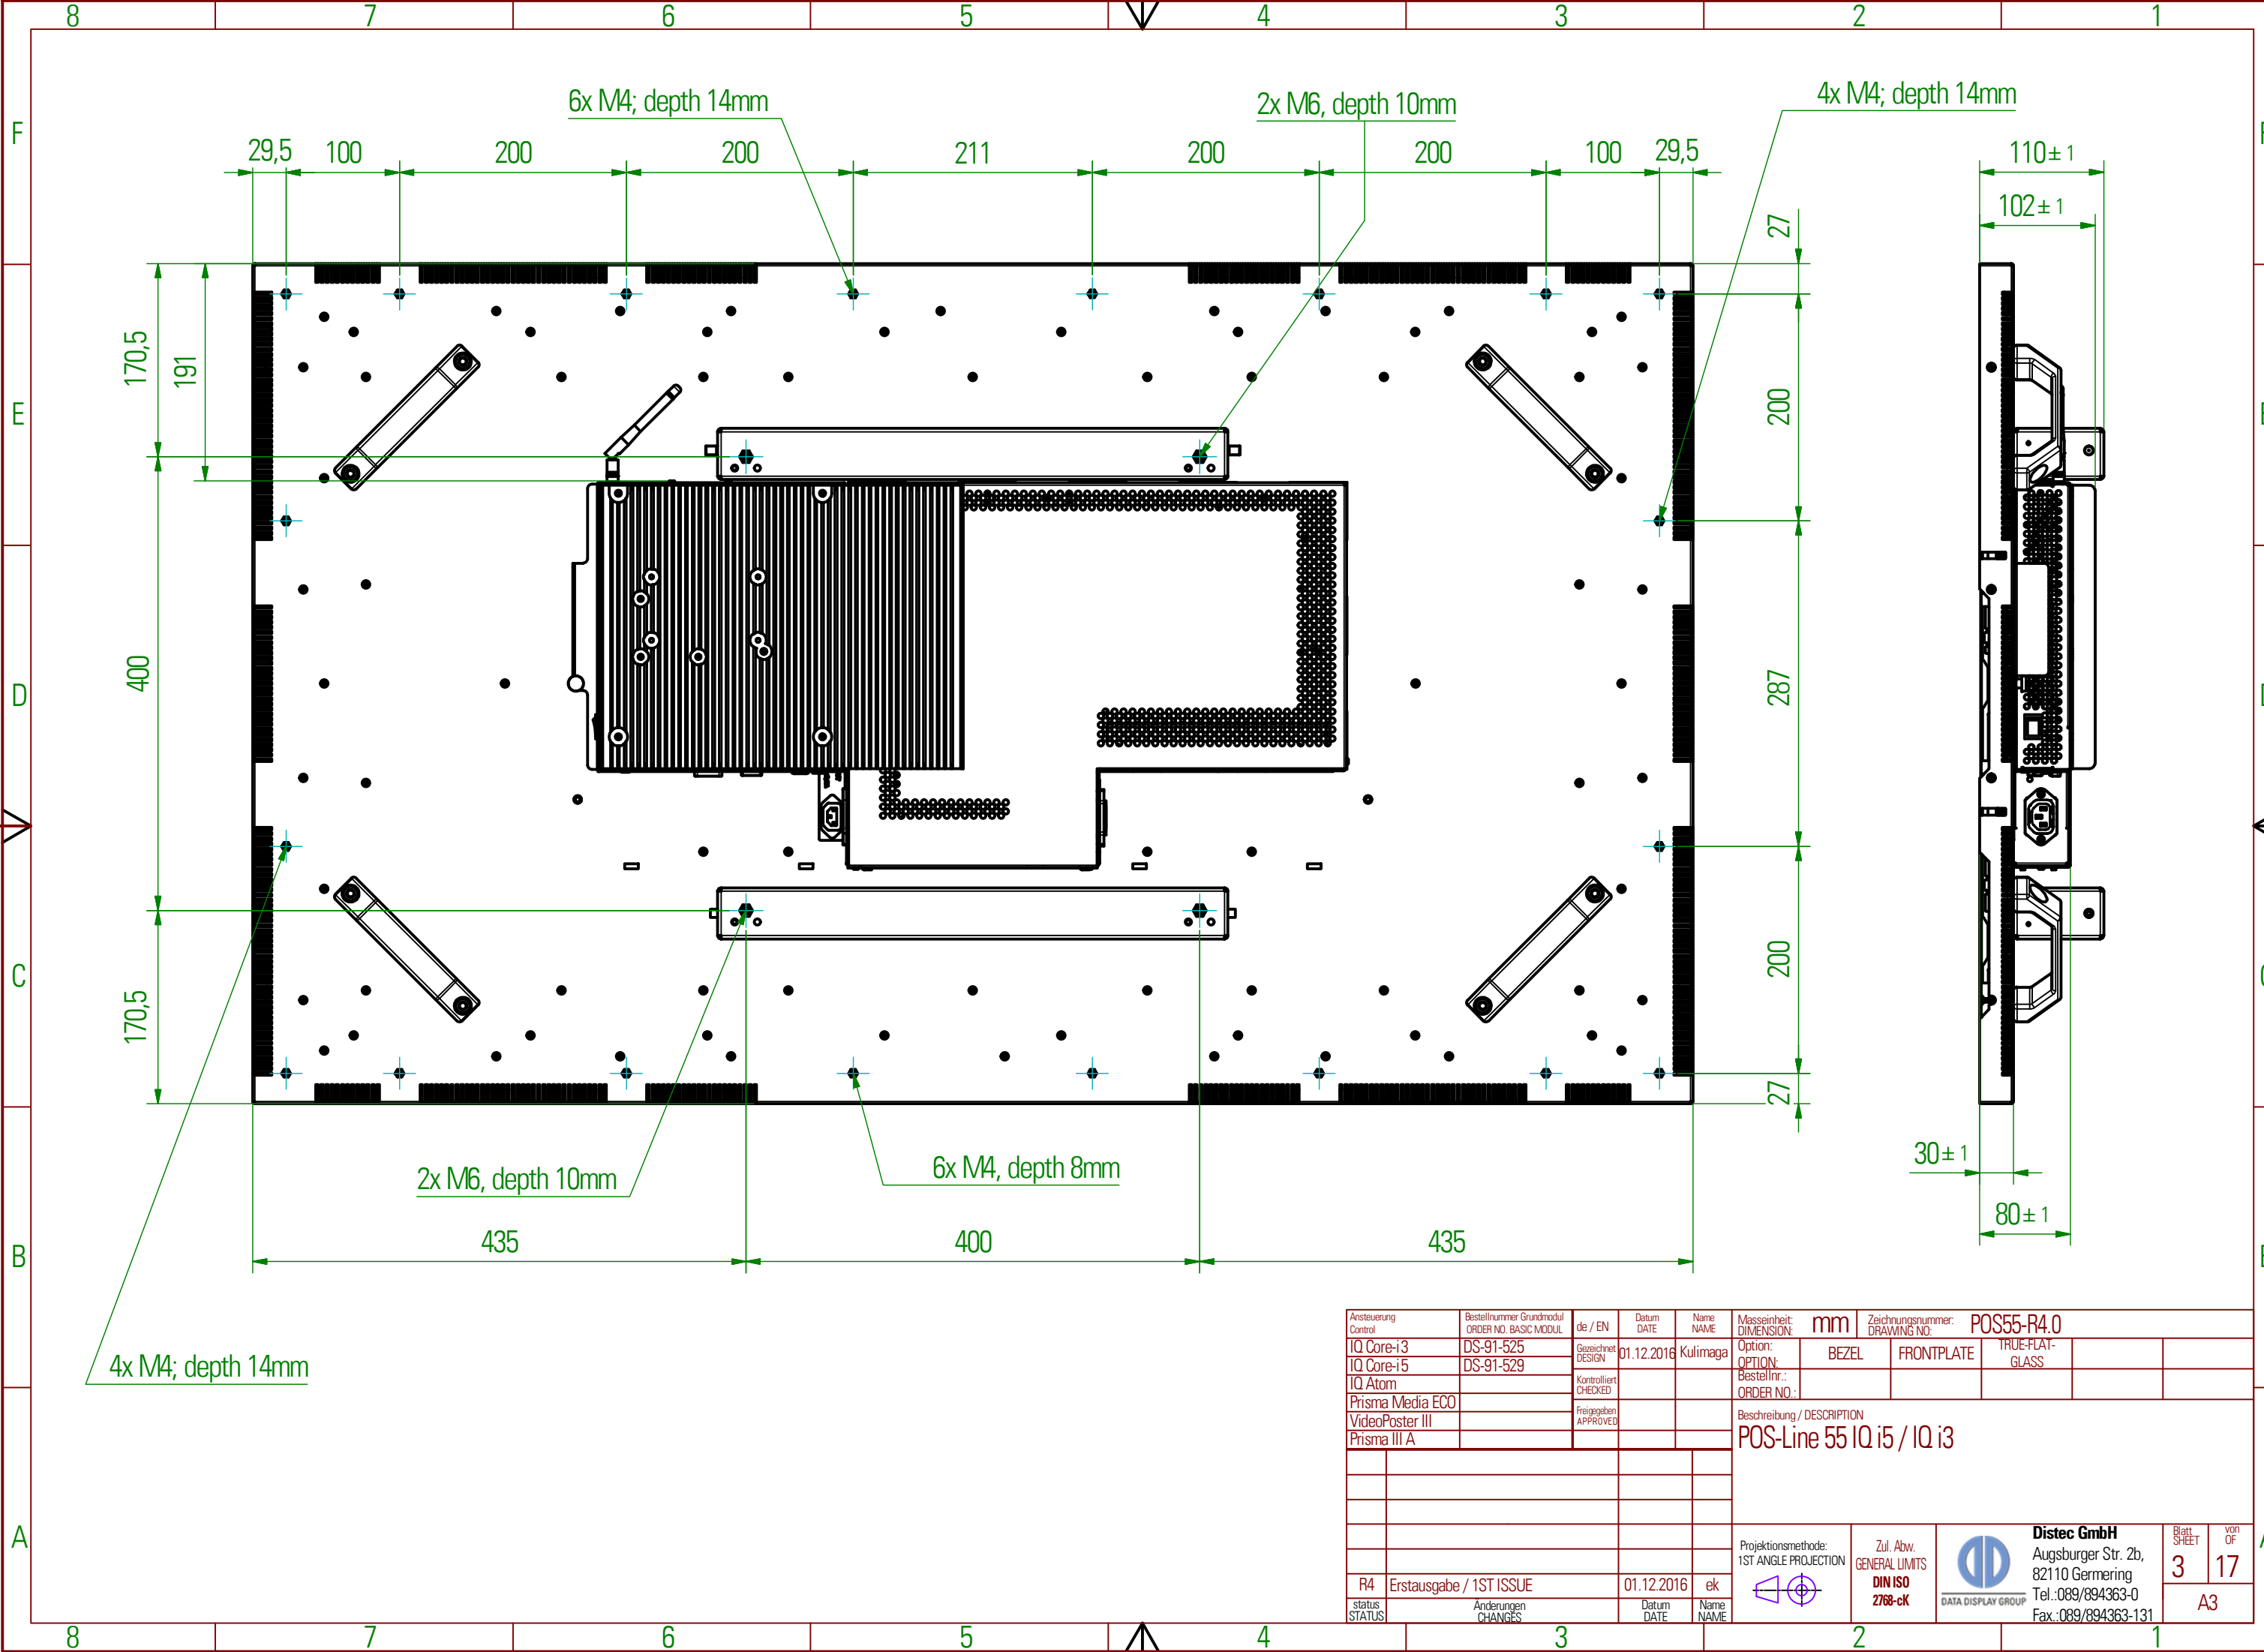 8 7 6 5 4 3 2 1
F
E
D
C
B
A
6x M4; depth 14mm
2x M6, depth 10mm
4x M4; depth 14mm
29,5 100 200 200 211 200 200 100 29,5
110± 1
102± 1
27
200
287
200
27
170,5
191
400
170,5
30± 1
80± 1
2x M6, depth 10mm
6x M4, depth 8mm
435 400 435
4x M4; depth 14mm
Ansteuerung
Control
Bestellnummer Grundmodul
ORDER NO. BASIC MODUL
IQ Core-i3 DS-91-525
IQ Core-i5 DS-91-529
IQ Atom
Prisma Media ECO
VideoPoster III
Prisma III A
de / EN
Datum
DATE
Name
NAME
Gezeichnet
DESIGN
01.12.2016 Kulimaga
Kontrolliert
CHECKED
Freigegeben
APPROVED
Masseinheit:
DIMENSION:
mm
Zeichnungsnummer:
DRAWING NO:
POS55-R4.0
Option:
OPTION:
BEZEL FRONTPLATE
TRUE-FLAT-
GLASS
Bestellnr.:
ORDER NO.:
Beschreibung / DESCRIPTION
POS-Line 55 IQ i5 / IQ i3
R4 Erstausgabe / 1ST ISSUE 01.12.2016 ek
status
STATUS
Änderungen
CHANGES
Datum
DATE
Name
NAME
Projektionsmethode:
1ST ANGLE PROJECTION
Zul. Abw.
GENERAL LIMITS
DIN ISO
2768-cK
DATA DISPLAY GROUP
Distec GmbH
Augsburger Str. 2b,
82110 Germering
Tel.:089/894363-0
Fax.:089/894363-131
Blatt
SHEET
3
von
OF
17
A3
8 7 6 5 4 3 2 1